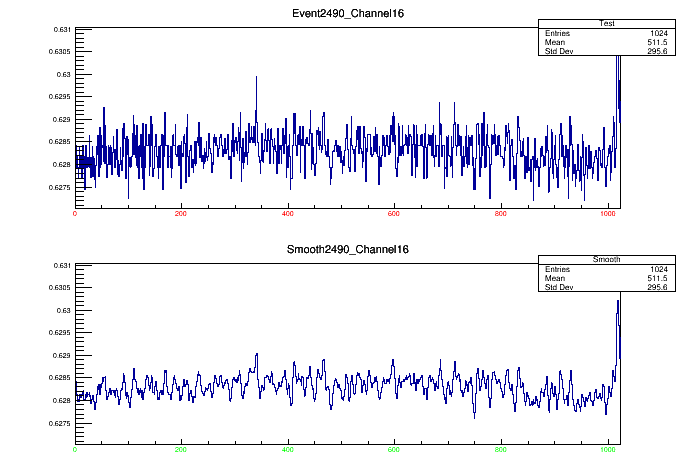 Event2490_Channel16
Test
Entries 1024
Mean 511.5
Std Dev 295.6
0.631
0.6305
0.63
0.6295
0.629
0.6285
0.628
0.6275
0 200 400 600 800 1000
Smooth2490_Channel16
Smooth
Entries 1024
Mean 511.5
Std Dev 295.6
0.631
0.6305
0.63
0.6295
0.629
0.6285
0.628
0.6275
0 200 400 600 800 1000